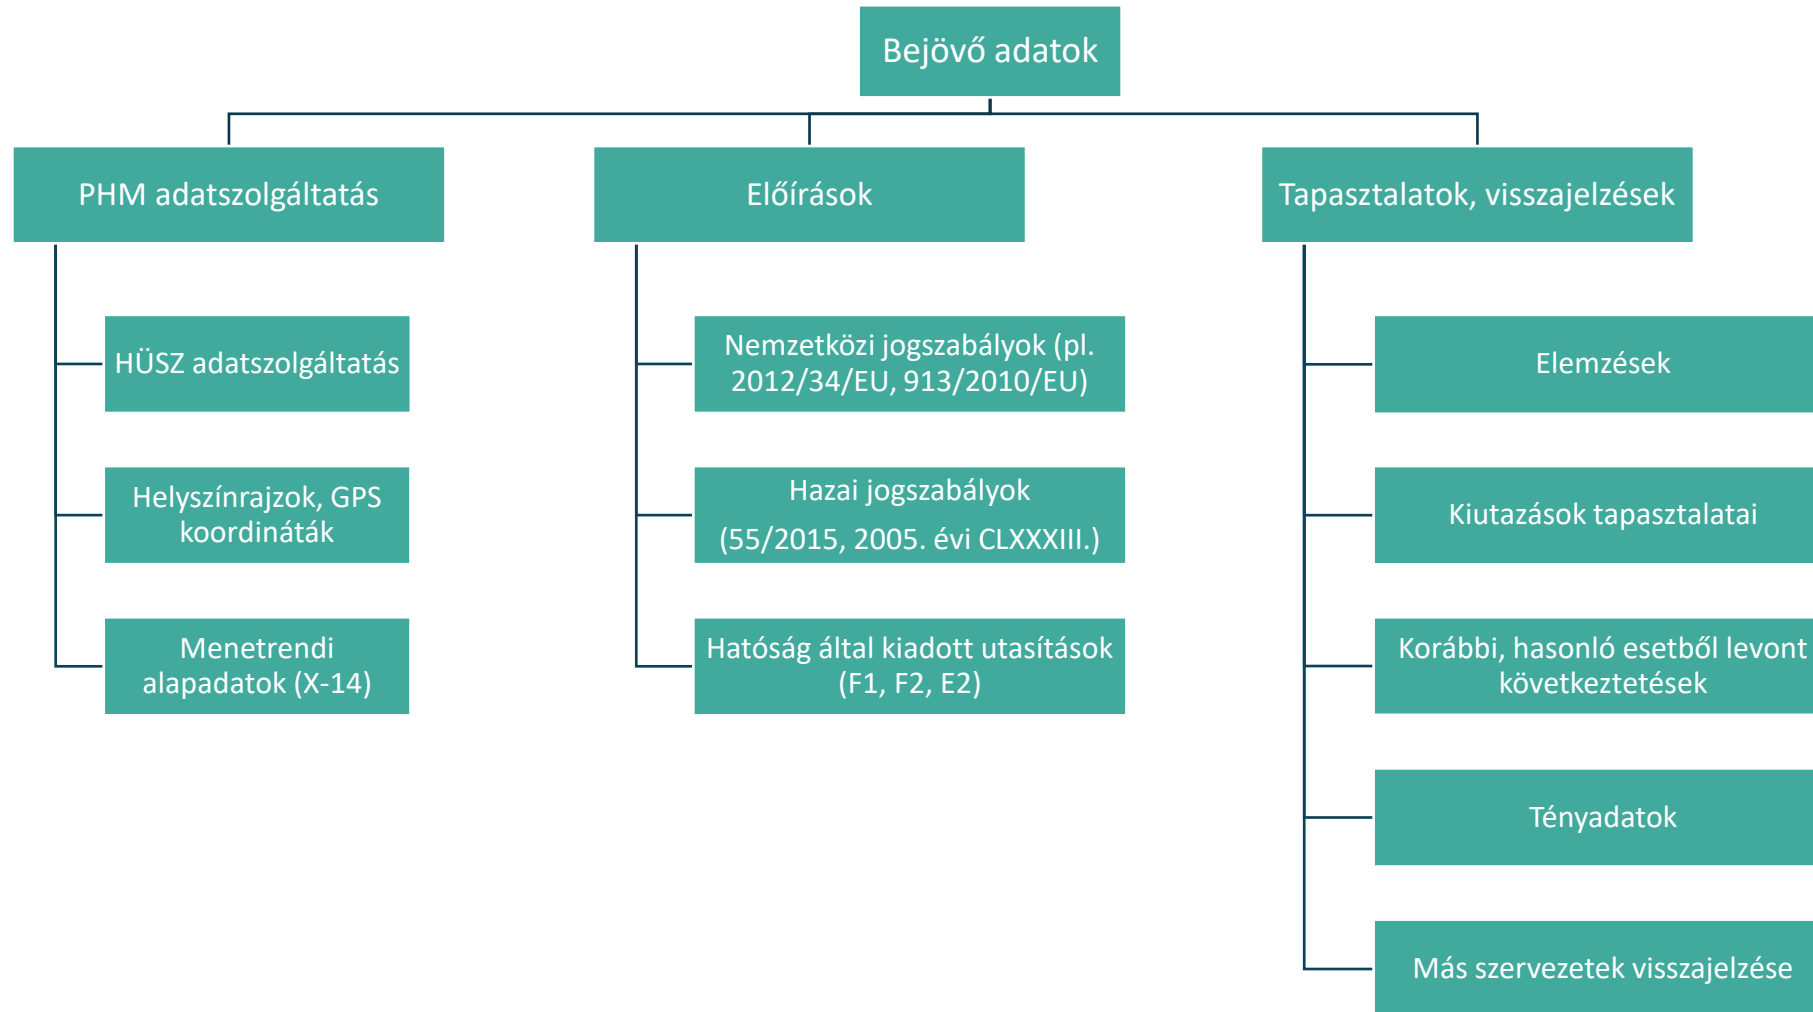 Bejövő adatok
PHM adatszolgáltatás
Előírások
Tapasztalatok, visszajelzések
HÜSZ adatszolgáltatás
Helyszínrajzok, GPS
koordináták
Menetrendi
alapadatok (X-14)
Nemzetközi jogszabályok (pl.
2012/34/EU, 913/2010/EU)
Hazai jogszabályok
(55/2015, 2005. évi CLXXXIII.)
Hatóság által kiadott utasítások
(F1, F2, E2)
Elemzések
Kiutazások tapasztalatai
Korábbi, hasonló esetből levont
következtetések
Tényadatok
Más szervezetek visszajelzése